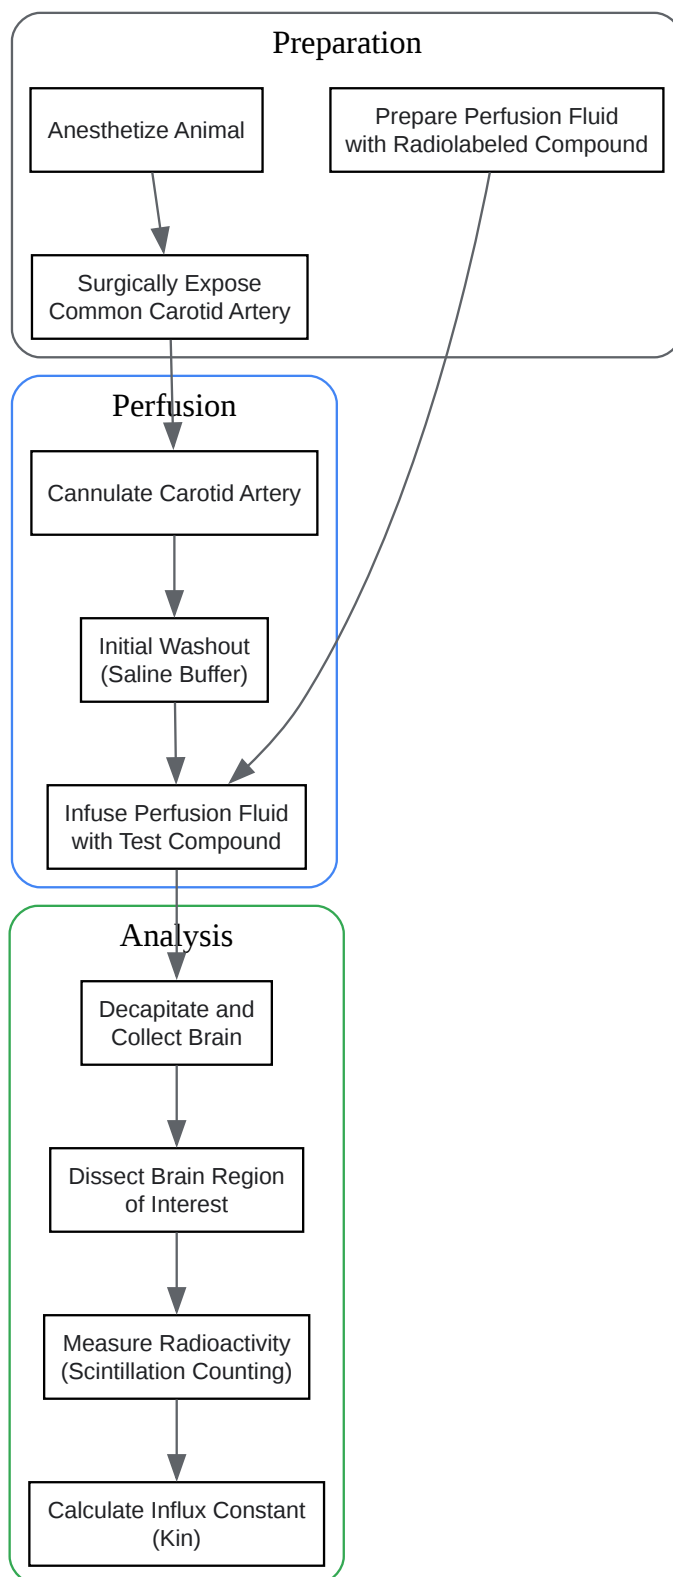 Preparation
Anesthetize Animal
Prepare Perfusion Fluid
with Radiolabeled Compound
Surgically Expose
Common Carotid Artery
Perfusion
Cannulate Carotid Artery
Initial Washout
(Saline Buffer)
Infuse Perfusion Fluid
with Test Compound
Analysis
Decapitate and
Collect Brain
Dissect Brain Region
of Interest
Measure Radioactivity
(Scintillation Counting)
Calculate Influx Constant
(Kin)